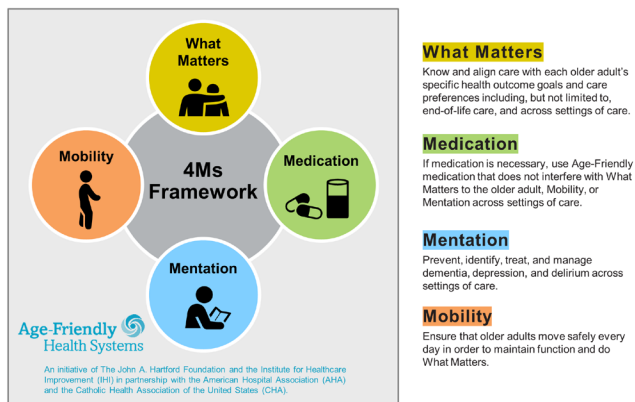 What
Matters
Mobility
4Ms
Framework
Medication
Mentation
Age-Friendly
Health Systems
An initiative of The John A. Hartford Foundation and the Institute for Healthcare
Improvement (IHI) in partnership with the American Hospital Association (AHA)
and the Catholic Health Association of the United States (CHA).
What Matters
Know and align care with each older adult's
specific health outcome goals and care
preferences including, but not limited to,
end-of-life care, and across settings of care.
Medication
If medication is necessary, use Age-Friendly
medication that does not interfere with What
Matters to the older adult, Mobility, or
Mentation across settings of care.
Mentation
Prevent, identify, treat, and manage
dementia, depression, and delirium across
settings of care.
Mobility
Ensure that older adults move safely every
day in order to maintain function and do
What Matters.